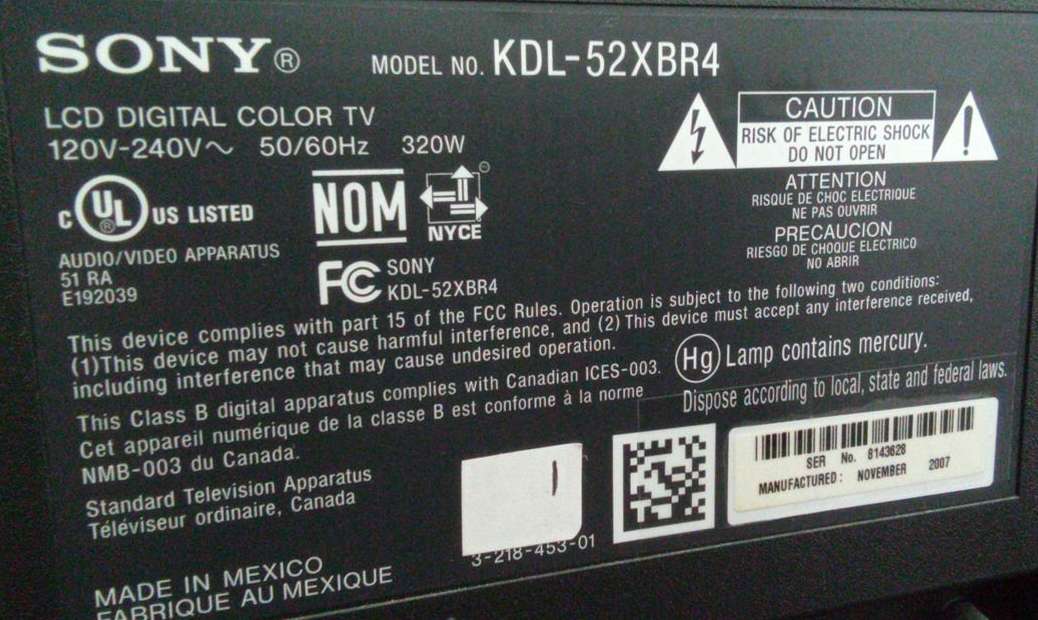 SONY®
MODEL NO. KDL-52XBR4
LCD DIGITAL COLOR TV
120V-240V~ 50/60Hz 320W
CAUTION
RISK OF ELECTRIC SHOCK
DO NOT OPEN
ATTENTION
RISQUE DE CHOC ELECTRIQUE
NE PAS OUVRIR
PRECAUCION
RIESGO DE CHOQUE ELECTRICO
NO ABRIR
C UL® US LISTED
AUDIO/VIDEO APPARATUS
51 RA
E192039
NOM
NYCE
FC SONY
KDL-52XBR4
This device complies with part 15 of the FCC Rules. Operation is subject to the following two conditions:
(1)This device may not cause harmful interference, and (2) This device must accept any interference received,
including interference that may cause undesired operation.
Hg Lamp contains mercury.
Dispose according to local, state and federal laws.
This Class B digital apparatus complies with Canadian ICES-003.
Cet appareil numérique de la classe B est conforme à la norme
NMB-003 du Canada.
Standard Television Apparatus
Téléviseur ordinaire, Canada
SER No. 8143628
MANUFACTURED: NOVEMBER 2007
3-218-453-01
MADE IN MEXICO
FABRIQUE AU MEXIQUE